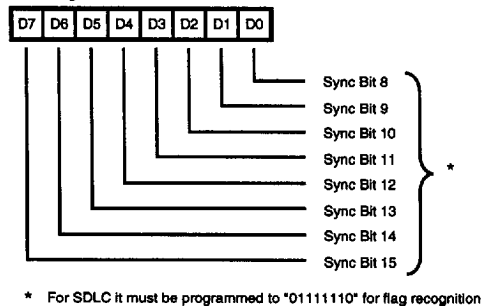 D7 D6 D5 D4 D3 D2 D1 D0
Sync Bit 8
Sync Bit 9
Sync Bit 10
Sync Bit 11
Sync Bit 12
Sync Bit 13
Sync Bit 14
Sync Bit 15
*
* For SDLC it must be programmed to "01111110" for flag recognition